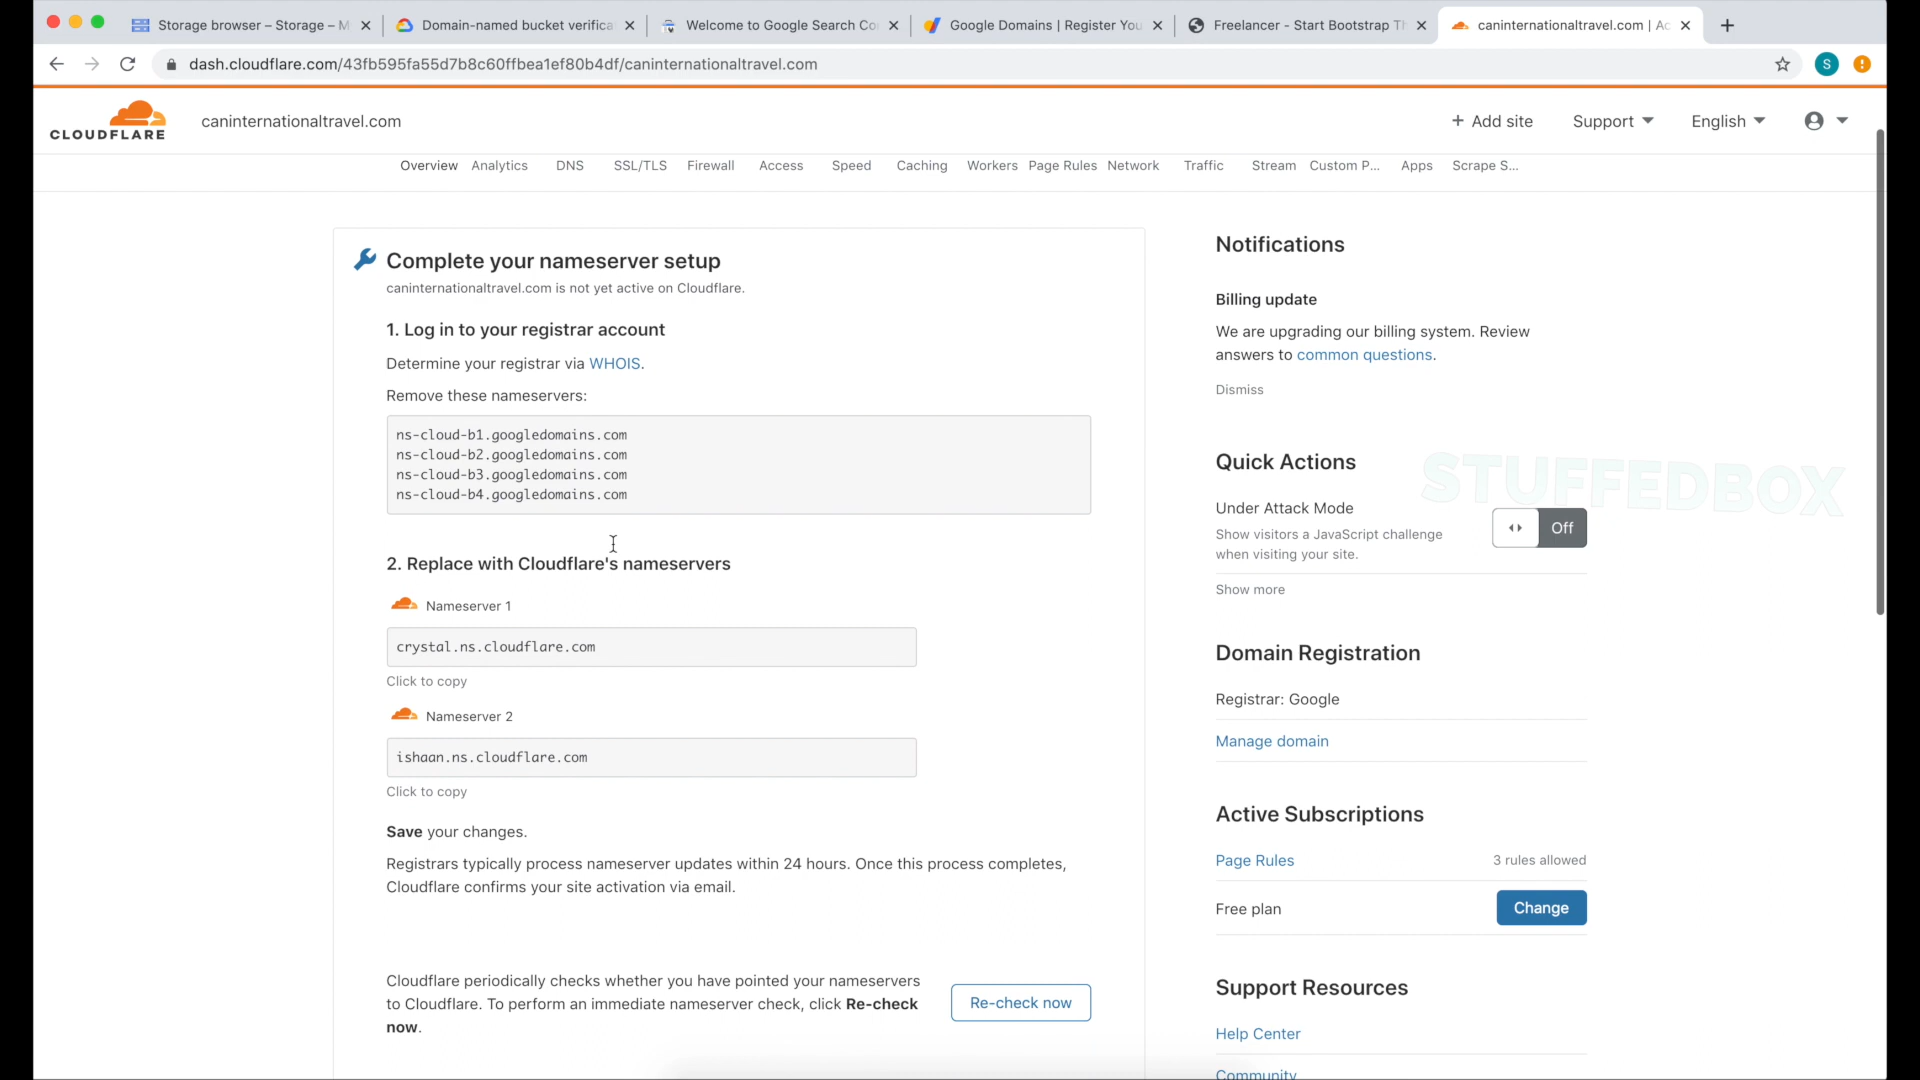 Storage browser – Storage – M
Domain-named bucket verifica
Welcome to Google Search Co
Google Domains | Register You
Freelancer - Start Bootstrap Th
caninternationaltravel.com | Ac
dash.cloudflare.com/43fb595fa55d7b8c60ffbea1ef80b4df/caninternationaltravel.com
S
CLOUDFLARE
caninternationaltravel.com
+ Add site
Support
English
Overview
Analytics
DNS
SSL/TLS
Firewall
Access
Speed
Caching
Workers
Page Rules
Network
Traffic
Stream
Custom P...
Apps
Scrape S...
Complete your nameserver setup
caninternationaltravel.com is not yet active on Cloudflare.
1. Log in to your registrar account
Determine your registrar via WHOIS.
Remove these nameservers:
ns-cloud-b1.googledomains.com
ns-cloud-b2.googledomains.com
ns-cloud-b3.googledomains.com
ns-cloud-b4.googledomains.com
2. Replace with Cloudflare's nameservers
Nameserver 1
crystal.ns.cloudflare.com
Click to copy
Nameserver 2
ishaan.ns.cloudflare.com
Click to copy
Save your changes.
Registrars typically process nameserver updates within 24 hours. Once this process completes,
Cloudflare confirms your site activation via email.
Cloudflare periodically checks whether you have pointed your nameservers
to Cloudflare. To perform an immediate nameserver check, click Re-check
now.
Re-check now
Notifications
Billing update
We are upgrading our billing system. Review
answers to common questions.
Dismiss
Quick Actions
STUFFEDBOX
Under Attack Mode
Show visitors a JavaScript challenge
when visiting your site.
Off
Show more
Domain Registration
Registrar: Google
Manage domain
Active Subscriptions
Page Rules
3 rules allowed
Free plan
Change
Support Resources
Help Center
Community